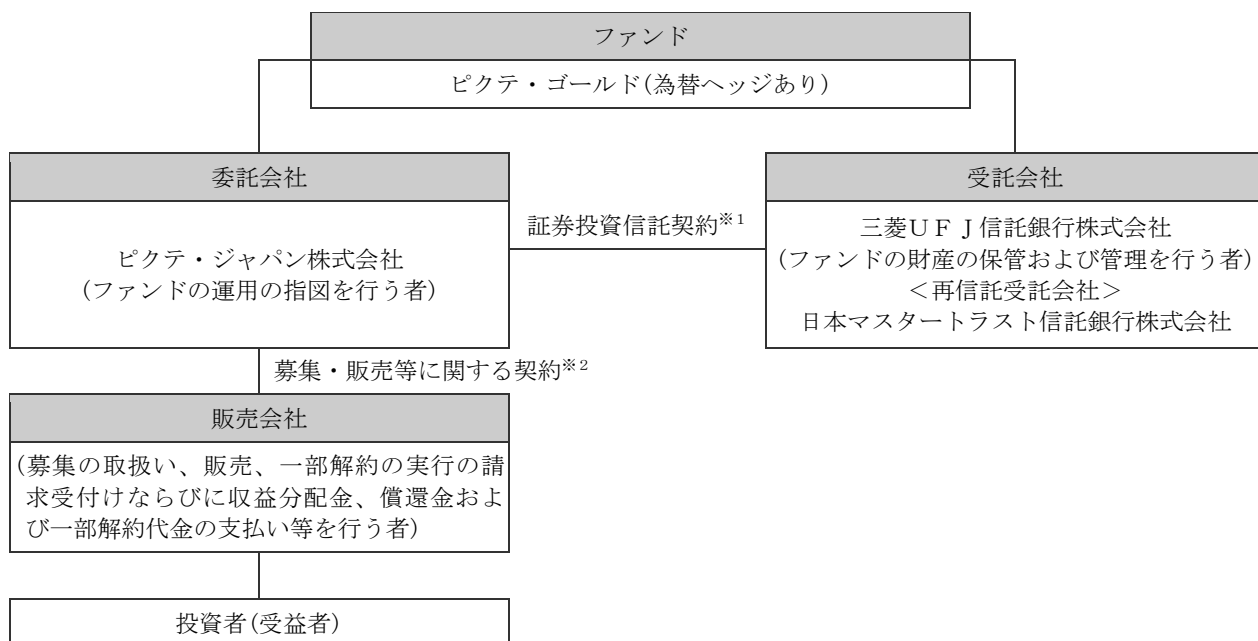 ファンド
ピクテ・ゴールド(為替ヘッジあり)
委託会社
ピクテ・ジャパン株式会社
(ファンドの運用の指図を行う者)
証券投資信託契約※1
受託会社
三菱UFJ信託銀行株式会社
(ファンドの財産の保管および管理を行う者)
<再信託受託会社>
日本マスタートラスト信託銀行株式会社
募集・販売等に関する契約※2
販売会社
(募集の取扱い、販売、一部解約の実行の請
求受付けならびに収益分配金、償還金およ
び一部解約代金の支払い等を行う者)
投資者(受益者)